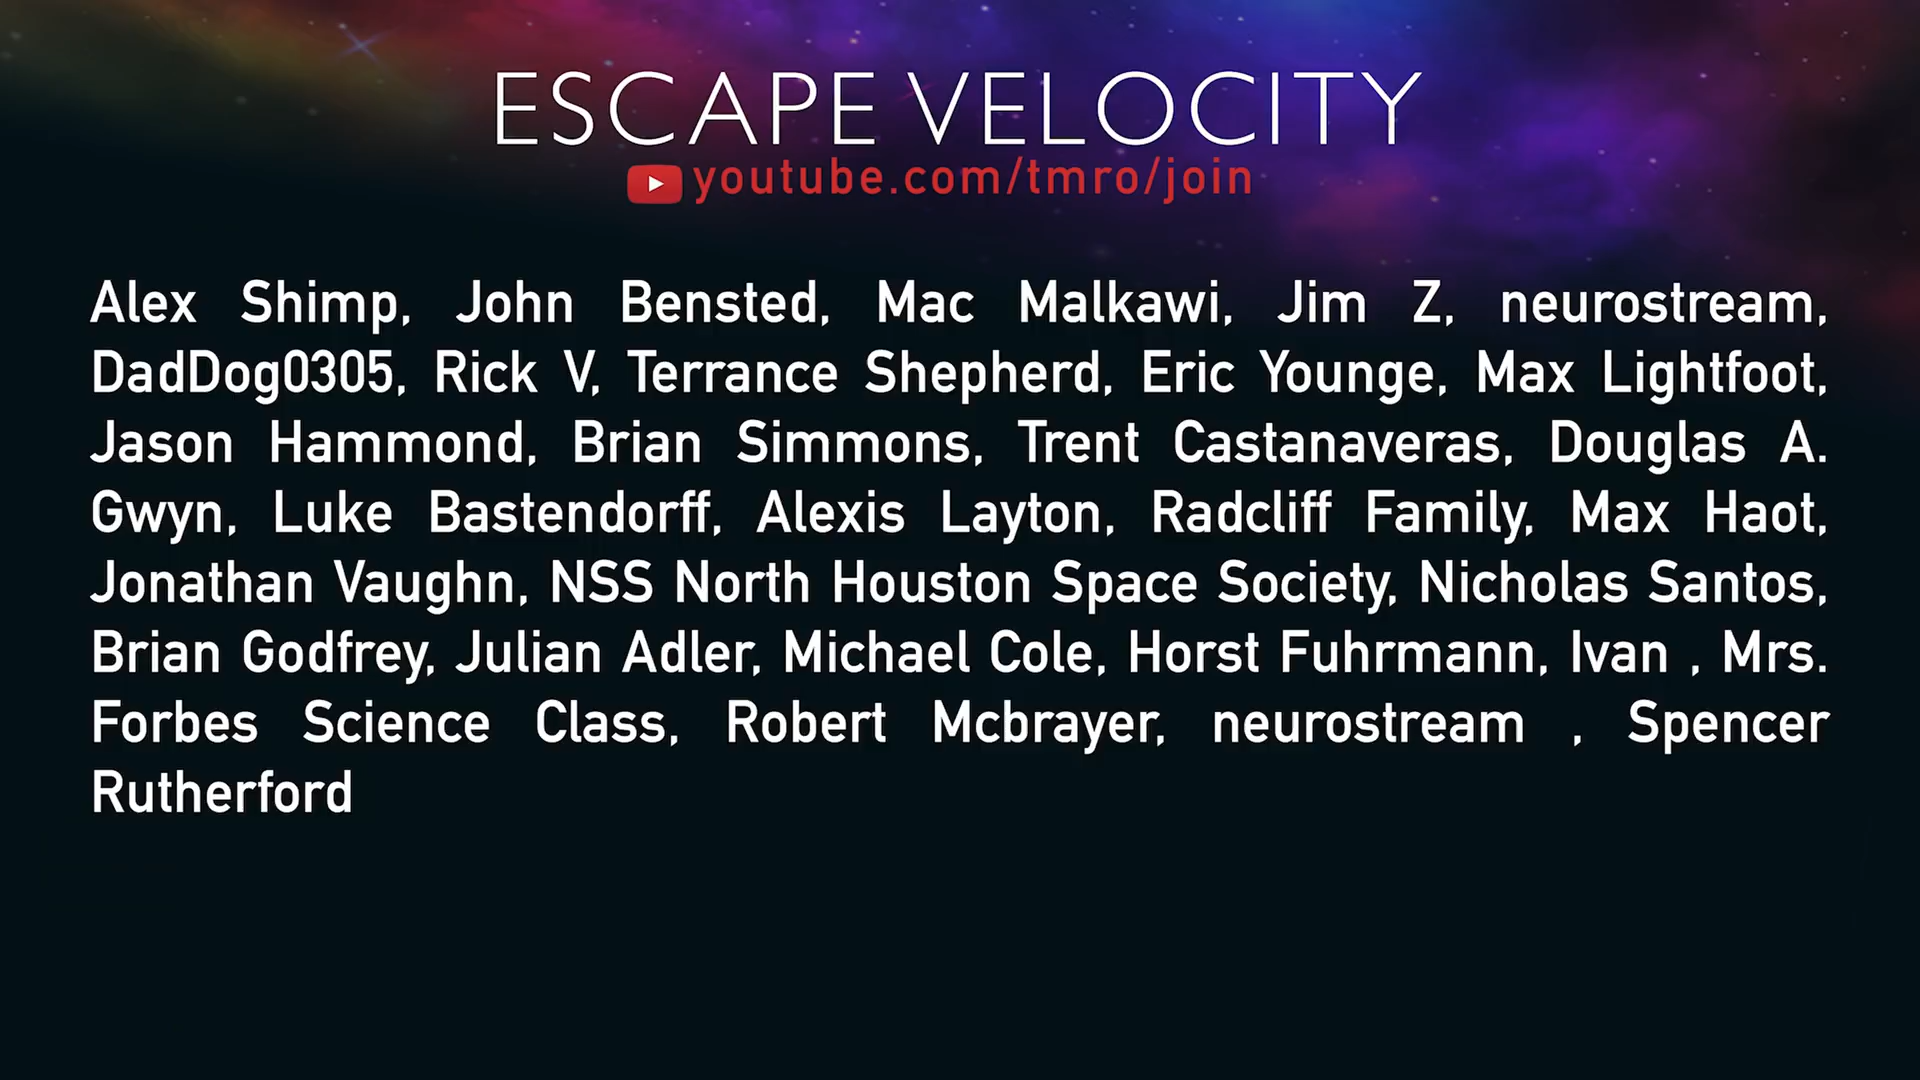 ESCAPE VELOCITY
youtube.com/tmro/join
Alex Shimp, John Bensted, Mac Malkawi, Jim Z, neurostream,
DadDog0305, Rick V, Terrance Shepherd, Eric Younge, Max Lightfoot,
Jason Hammond, Brian Simmons, Trent Castanaveras, Douglas A.
Gwyn, Luke Bastendorff, Alexis Layton, Radcliff Family, Max Haot,
Jonathan Vaughn, NSS North Houston Space Society, Nicholas Santos,
Brian Godfrey, Julian Adler, Michael Cole, Horst Fuhrmann, Ivan , Mrs.
Forbes Science Class, Robert Mcbrayer, neurostream , Spencer
Rutherford